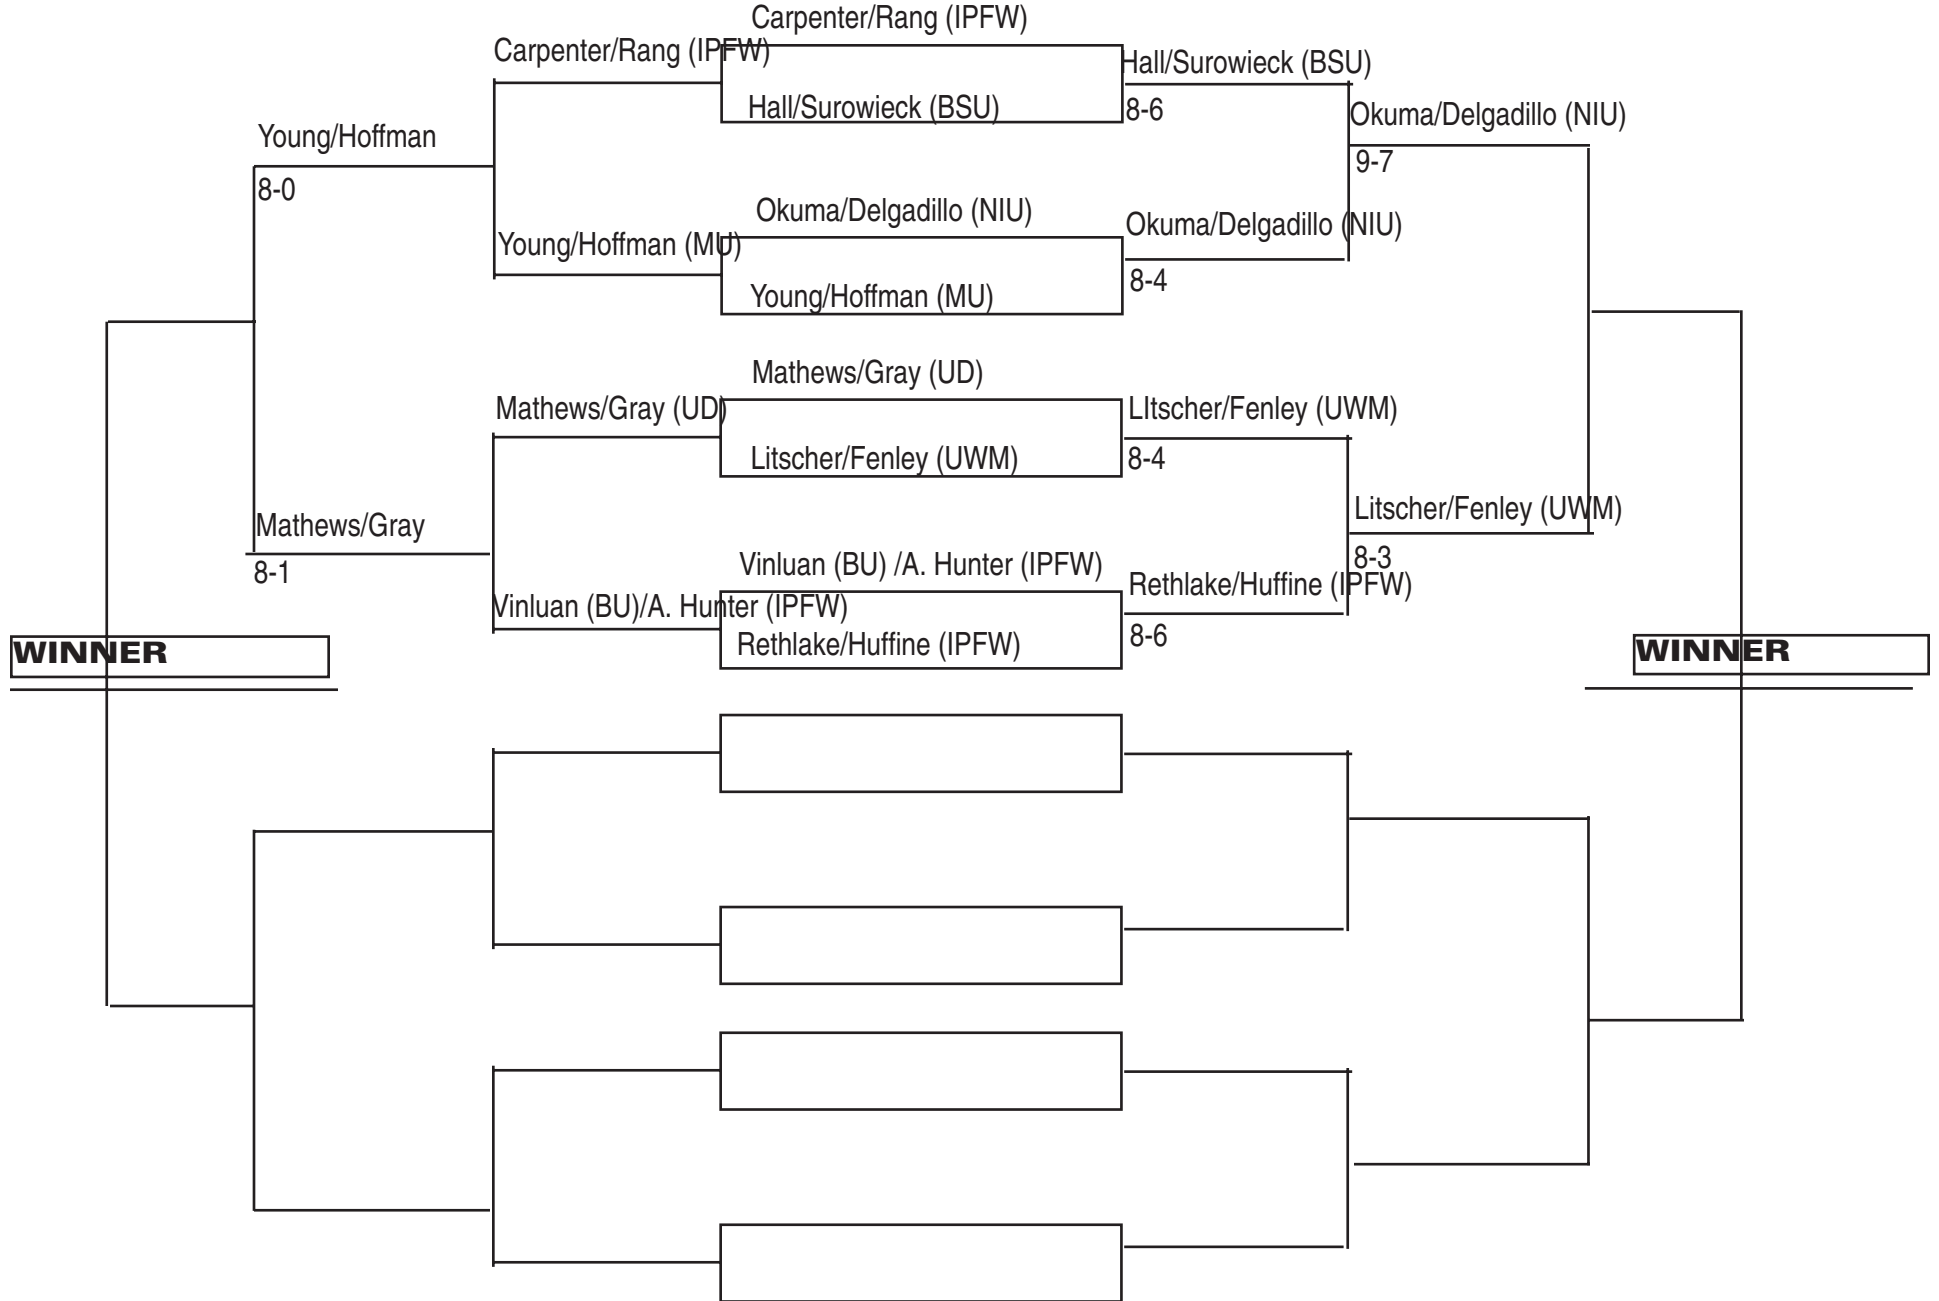 Carpenter/Rang (IPFW)
Carpenter/Rang (IPFW)
Hall/Surowieck (BSU)
Hall/Surowieck (BSU)
8-6
Okuma/Delgadillo (NIU)
9-7
Young/Hoffman
8-0
Okuma/Delgadillo (NIU)
Okuma/Delgadillo (NIU)
Young/Hoffman (MU)
8-4
Young/Hoffman (MU)
Mathews/Gray (UD)
Mathews/Gray (UD)
LItscher/Fenley (UWM)
Litscher/Fenley (UWM)
8-4
Litscher/Fenley (UWM)
8-3
Mathews/Gray
8-1
Vinluan (BU) /A. Hunter (IPFW)
Rethlake/Huffine (IPFW)
Vinluan (BU)/A. Hunter (IPFW)
8-6
Rethlake/Huffine (IPFW)
WINNER
WINNER